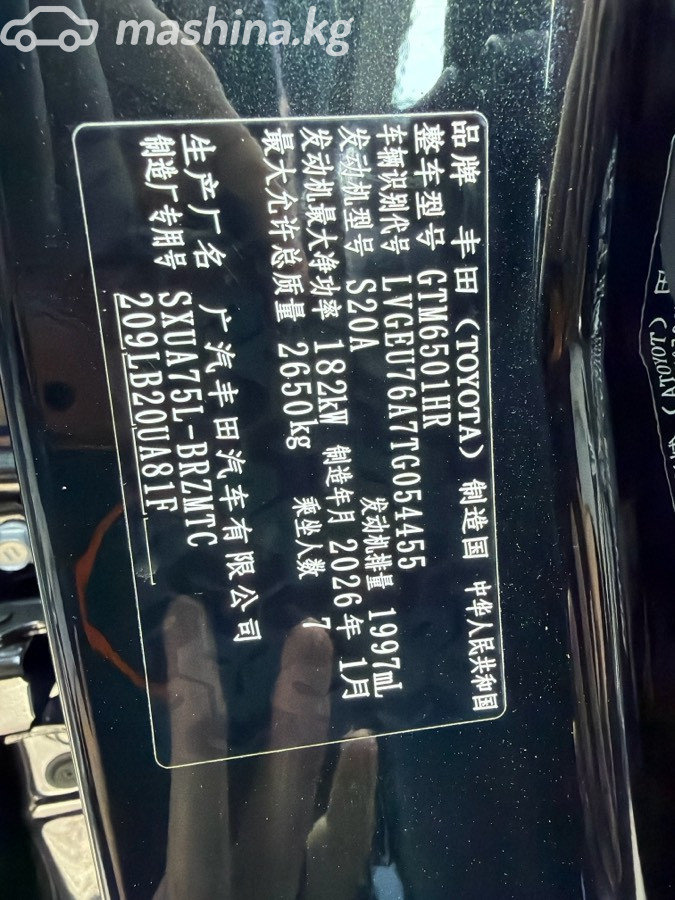 mashina.kg
品牌 丰田 (TOYOTA) 制造国 中华人民共和国
整车型号 GTM6501HR
车辆识别代号 LVGEU76A7TG054455
发动机型号 S20A 发动机排量 1997mL
发动机最大净功率 182kW 制造年月 2026年 1月
最大允许总质量 2650kg 乘坐人数 7
生产厂名 广汽丰田汽车有限公司
制造厂专用号 SXUA75L-BRZMTC
209LB20UA81F